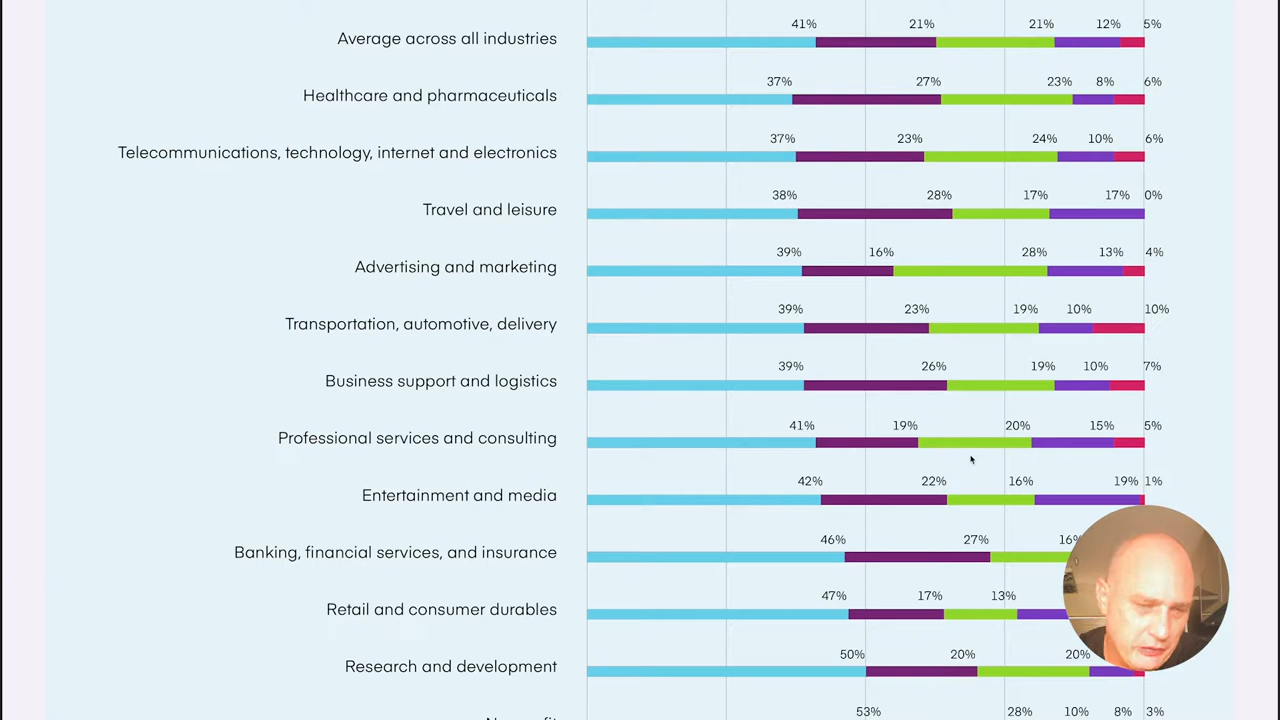 41% 21% 21% 12% 5%
Average across all industries
37% 27% 23% 8% 6%
Healthcare and pharmaceuticals
37% 23% 24% 10% 6%
Telecommunications, technology, internet and electronics
38% 28% 17% 17% 0%
Travel and leisure
39% 16% 28% 13% 4%
Advertising and marketing
39% 23% 19% 10% 10%
Transportation, automotive, delivery
39% 26% 19% 10% 7%
Business support and logistics
41% 19% 20% 15% 5%
Professional services and consulting
42% 22% 16% 19% 1%
Entertainment and media
46% 27% 16%
Banking, financial services, and insurance
47% 17% 13%
Retail and consumer durables
50% 20% 20%
Research and development
53% 28% 10% 8% 3%